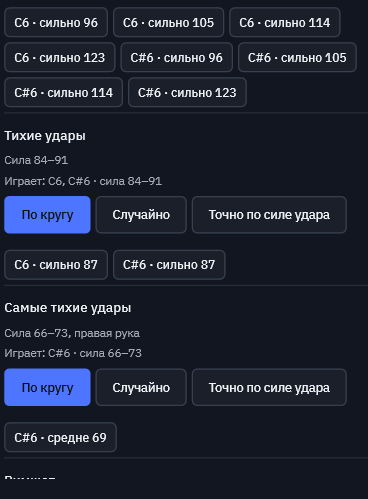 C6 · сильно 96 C6 · сильно 105 C6 · сильно 114
C6 · сильно 123 C#6 · сильно 96 C#6 · сильно 105
C#6 · сильно 114 C#6 · сильно 123
Тихие удары
Сила 84–91
Играет: C6, C#6 · сила 84–91
По кругу Случайно Точно по силе удара
C6 · сильно 87 C#6 · сильно 87
Самые тихие удары
Сила 66–73, правая рука
Играет: C#6 · сила 66–73
По кругу Случайно Точно по силе удара
C#6 · средне 69